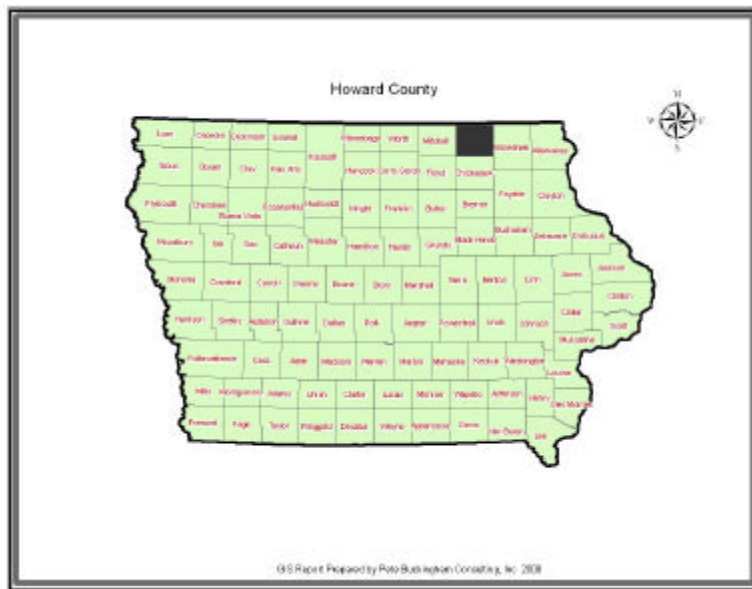 Howard County
N
W E
S
Lyon Osceola Dickinson Emmet Winnebago Worth Mitchell Winneshiek Allamakee
Kossuth
Sioux Clay Palo Alto Hancock Cerro Gordo Floyd Chickasaw
Plymouth Cherokee Humboldt Wright Franklin Butler Bremer Fayette Clayton
Buena Vista
Woodbury Ida Sac Calhoun Webster Hamilton Hardin Grundy Black Hawk Buchanan Delaware Dubuque
Monona Crawford Carroll Greene Boone Story Marshall Tama Benton Linn Jones Jackson
Clinton
Harrison Shelby Audubon Guthrie Dallas Polk Jasper Poweshiek Iowa Johnson Cedar Scott
Muscatine
Pottawattamie Cass Adair Madison Warren Marion Mahaska Keokuk Washington
Louisa
Mills Montgomery Adams Union Clarke Lucas Monroe Wapello Jefferson Henry
Des Moines
Fremont Page Taylor Ringgold Decatur Wayne Appanoose Davis Van Buren Lee
GIS Report Prepared by Pete Buckingham Consulting, Inc. 2008